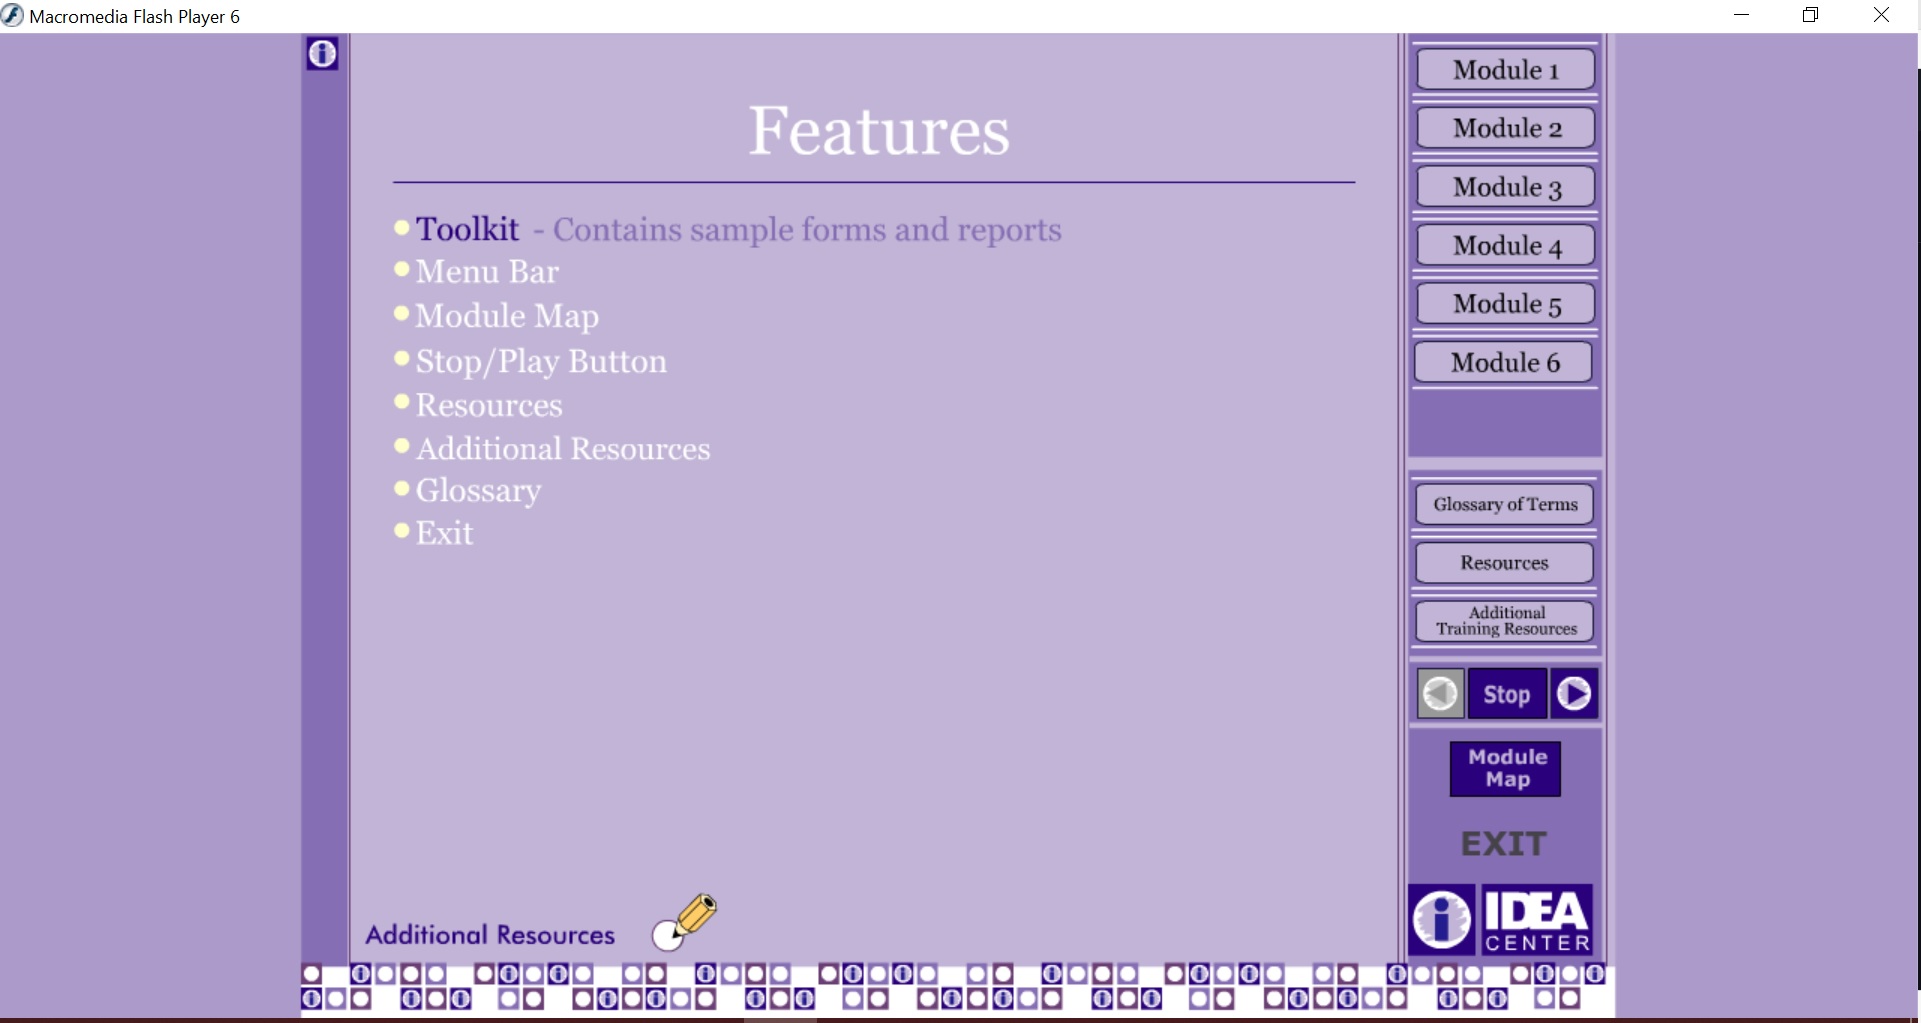 Macromedia Flash Player 6
Features
Toolkit - Contains sample forms and reports
Menu Bar
Module Map
Stop/Play Button
Resources
Additional Resources
Glossary
Exit
Additional Resources
Module 1
Module 2
Module 3
Module 4
Module 5
Module 6
Glossary of Terms
Resources
Additional
Training Resources
Stop
Module
Map
EXIT
i IDEA
CENTER